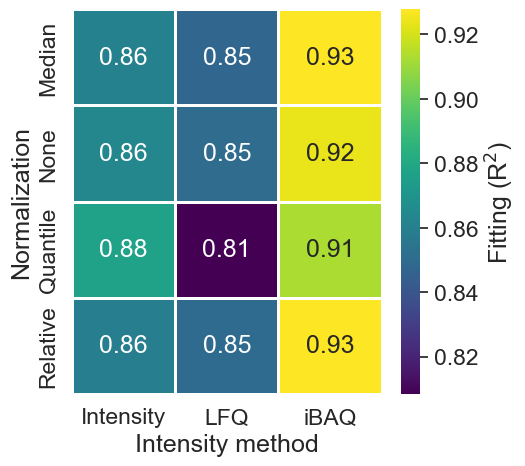 Normalization
Median
0.86 0.85 0.93
None
0.86 0.85 0.92
Quantile
0.88 0.81 0.91
Relative
0.86 0.85 0.93
Intensity LFQ iBAQ
Intensity method
0.92
0.90
0.88
0.86
0.84
0.82
Fitting (R²)